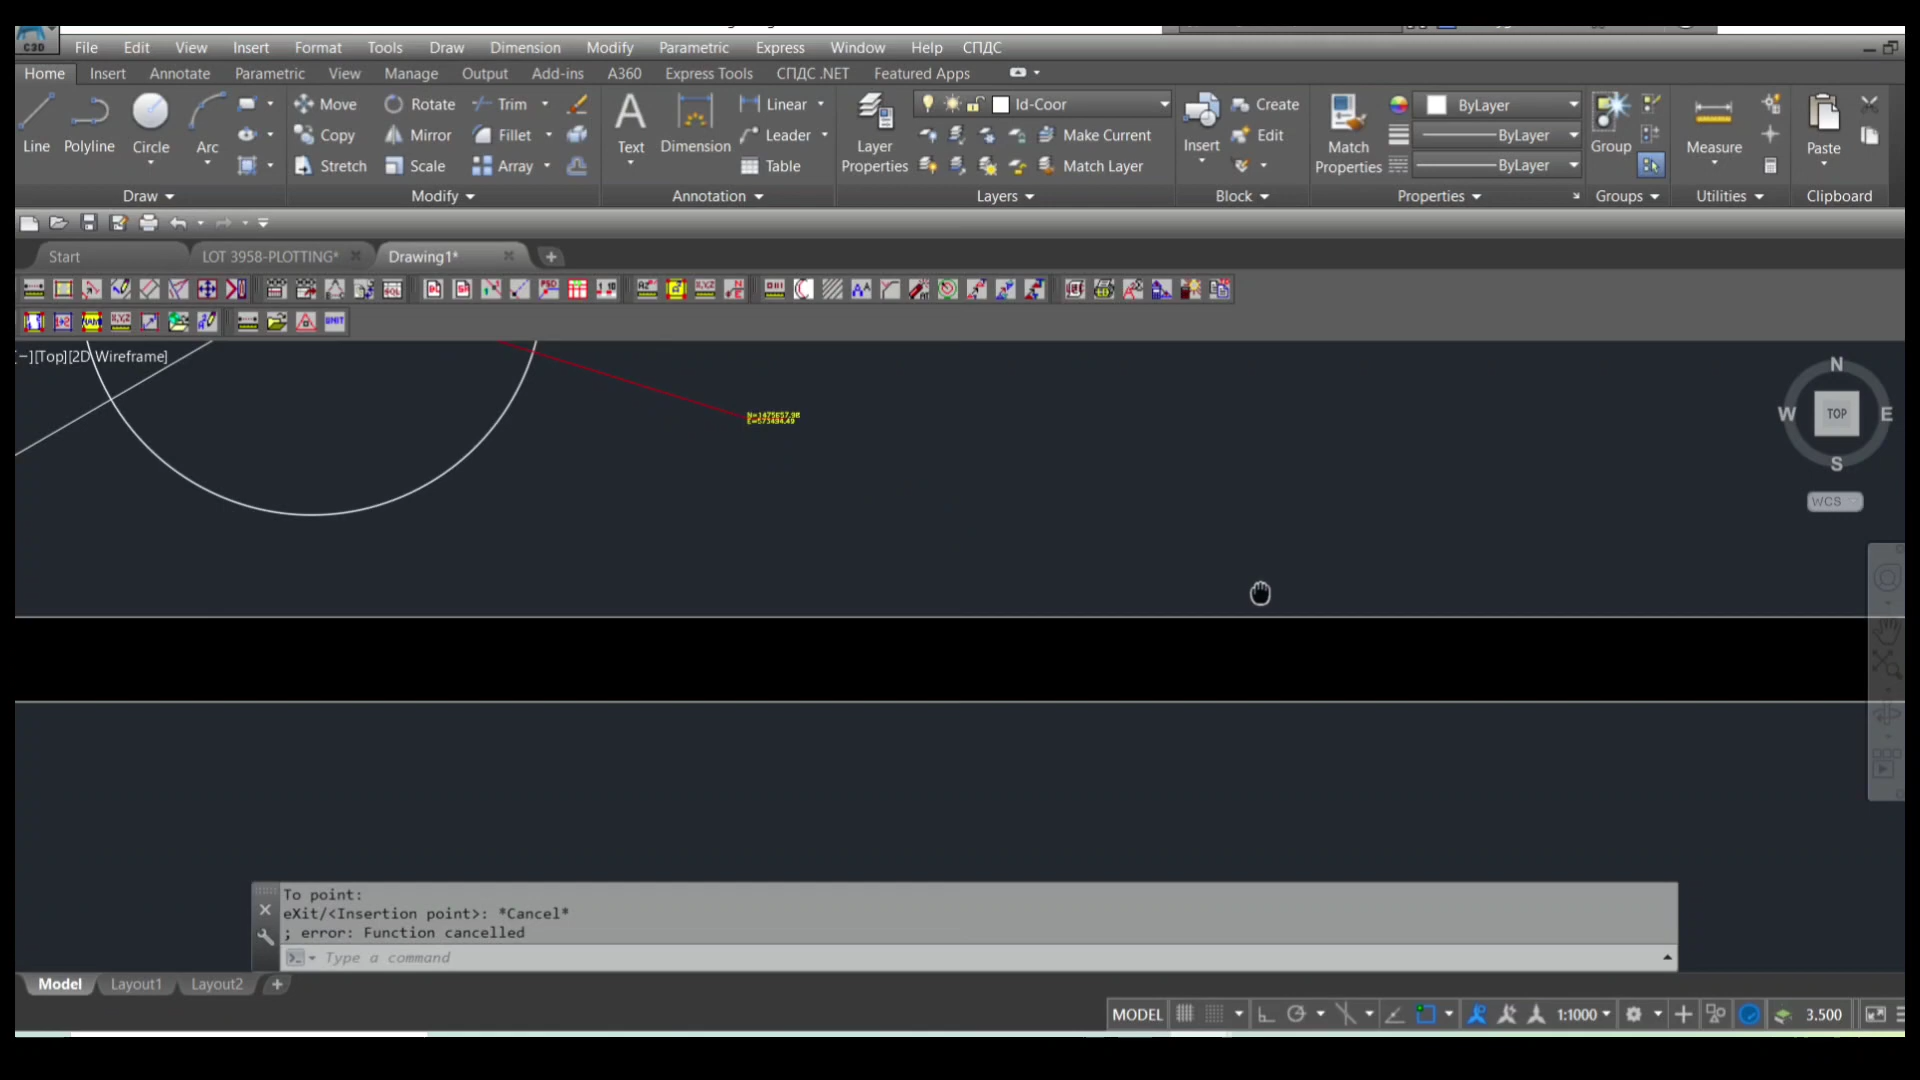 C3D
File Edit View Insert Format Tools Draw Dimension Modify Parametric Express Window Help СПДС
Home Insert Annotate Parametric View Manage Output Add-ins A360 Express Tools СПДС .NET Featured Apps
Line Polyline Circle Arc
Move Rotate Trim
Copy Mirror Fillet
Stretch Scale Array
Text Dimension
Linear
Leader
Table
Layer Properties
Id-Coor
Make Current
Match Layer
Insert
Create
Edit
Match Properties
ByLayer
ByLayer
ByLayer
Group
Measure
Paste
Draw Modify Annotation Layers Block Properties Groups Utilities Clipboard
Start LOT 3958-PLOTTING* Drawing1*
[−][Top][2D Wireframe]
N=1475657.98
E=573494.49
N
W TOP E
S
WCS
To point:
eXit/<Insertion point>: *Cancel*
; error: Function cancelled
Type a command
Model Layout1 Layout2
MODEL 1:1000 3.500